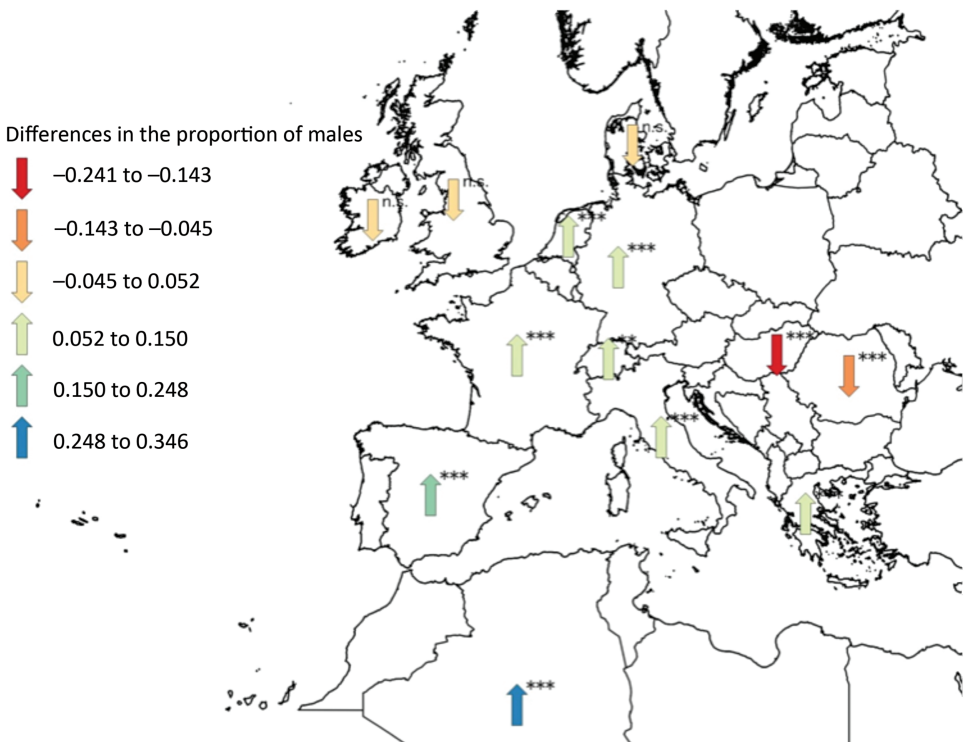 Differences in the proportion of males
–0.241 to –0.143
–0.143 to –0.045
–0.045 to 0.052
0.052 to 0.150
0.150 to 0.248
0.248 to 0.346
n.s.
n.s.
n.s.
***
***
***
***
***
***
***
***
***
***